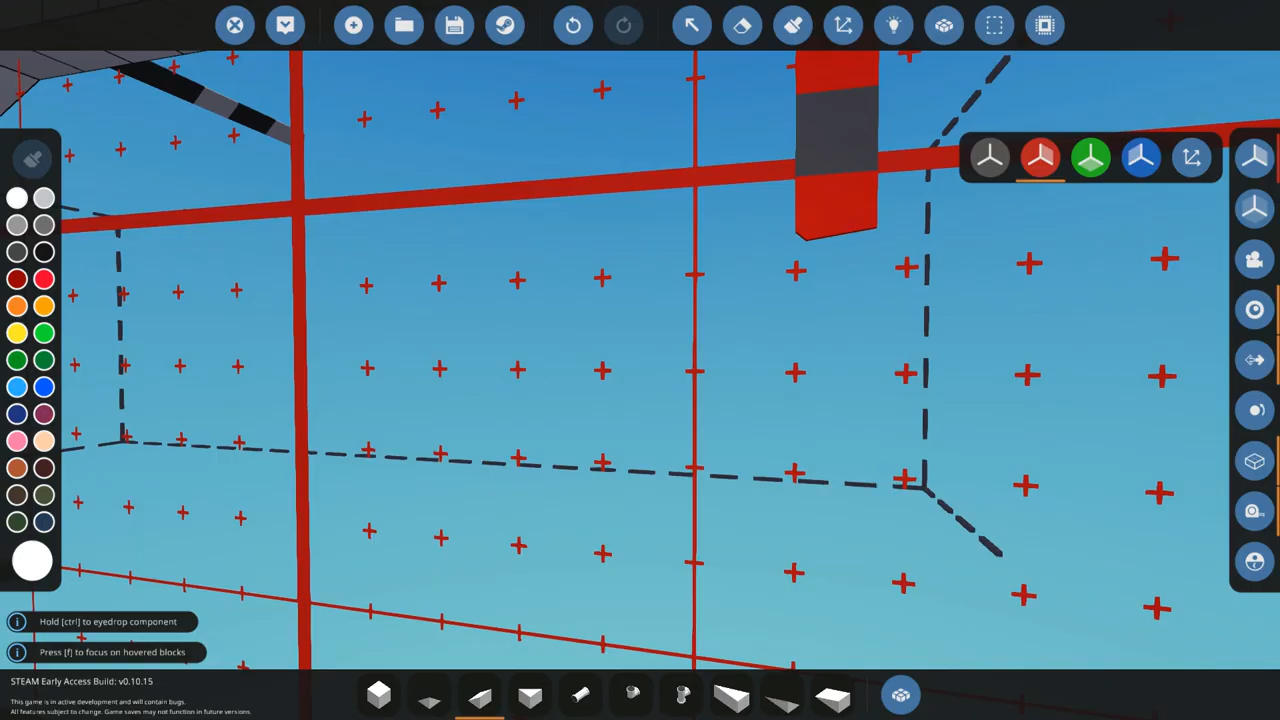 Hold [ctrl] to eyedrop component
Press [f] to focus on hovered blocks
STEAM Early Access Build: v0.10.15
This game is in active development and will contain bugs.
All features subject to change. Game saves may not function in future versions.